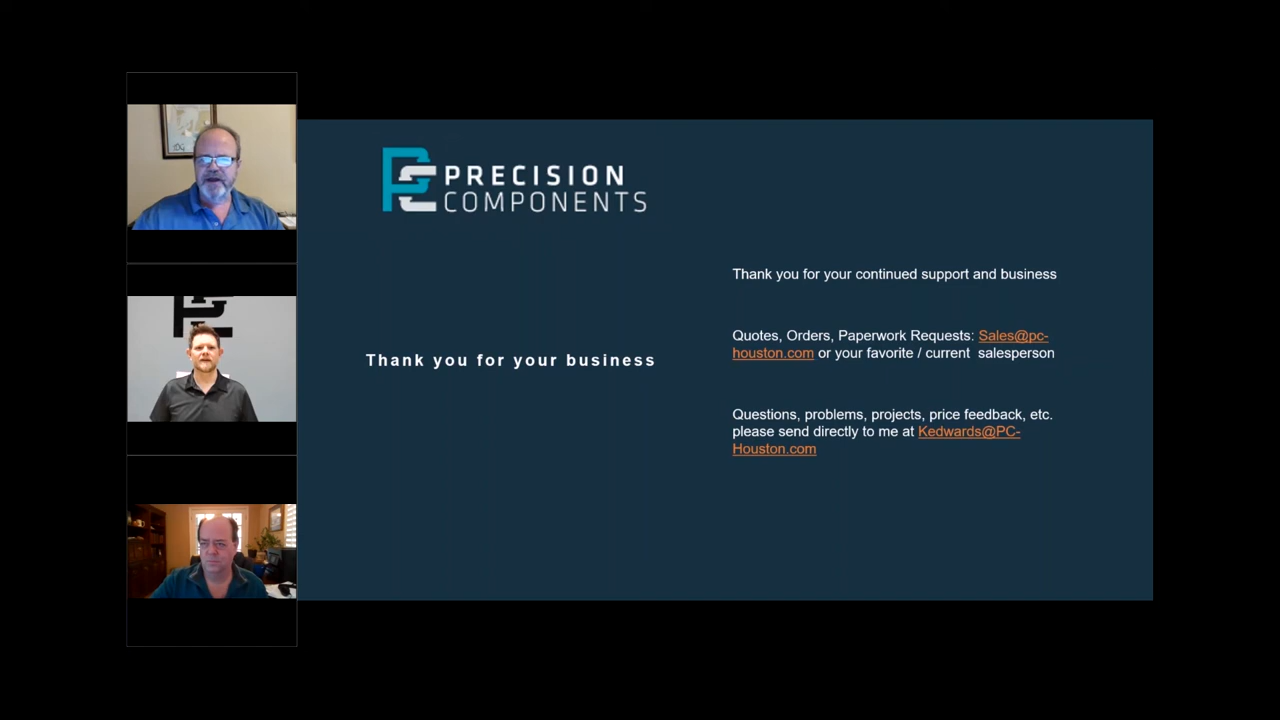 PRECISION
COMPONENTS
Thank you for your continued support and business
Quotes, Orders, Paperwork Requests: Sales@pc-
houston.com or your favorite / current salesperson
Thank you for your business
Questions, problems, projects, price feedback, etc.
please send directly to me at Kedwards@PC-
Houston.com